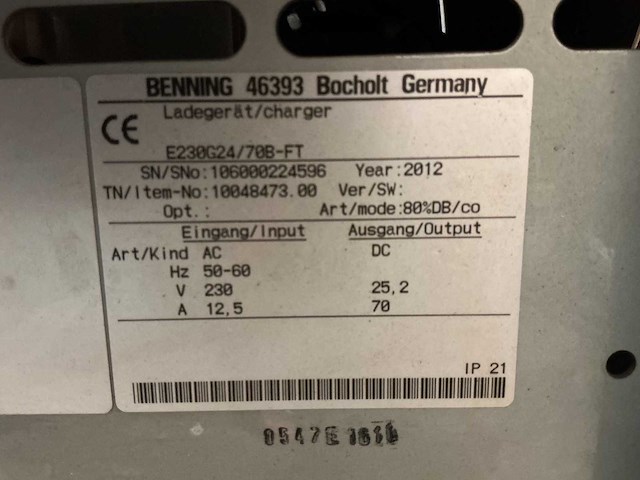 BENNING 46393 Bocholt Germany
Ladegerät/charger
CE
E230G24/70B-FT
SN/SNo:106000224596 Year:2012
TN/Item-No:10048473.00 Ver/SW:
Opt.: Art/mode:80%DB/co
Eingang/Input Ausgang/Output
Art/Kind AC DC
Hz 50-60
V 230 25,2
A 12,5 70
IP 21